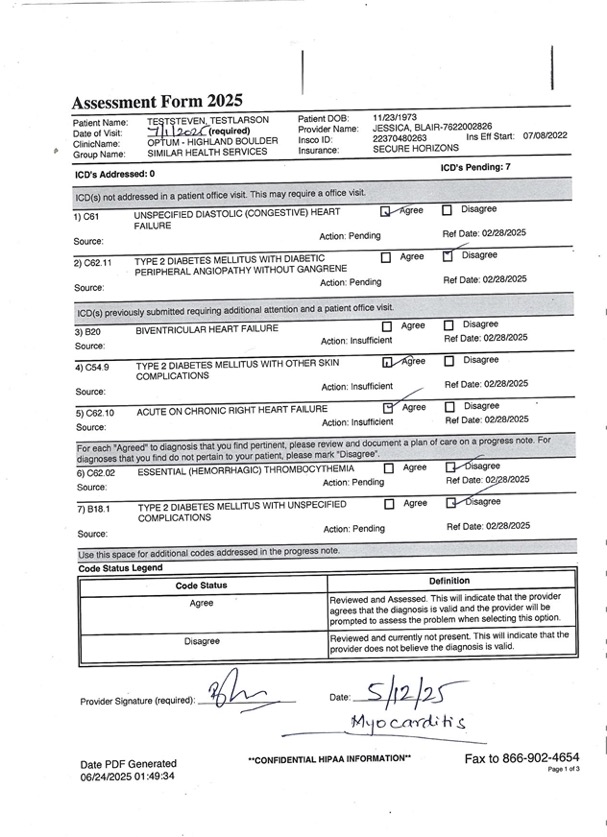 Assessment Form 2025
Patient Name: TESTSTEVEN, TESTLARSON Patient DOB: 11/23/1973
Date of Visit: 7/1/2025 (required) Provider Name: JESSICA, BLAIR-7622002826
ClinicName: OPTUM - HIGHLAND BOULDER Insco ID: 22370480263 Ins Eff Start: 07/08/2022
Group Name: SIMILAR HEALTH SERVICES Insurance: SECURE HORIZONS
ICD's Addressed: 0 ICD's Pending: 7
ICD(s) not addressed in a patient office visit. This may require a office visit.
1) C61 UNSPECIFIED DIASTOLIC (CONGESTIVE) HEART Agree Disagree
FAILURE
Source: Action: Pending Ref Date: 02/28/2025
2) C62.11 TYPE 2 DIABETES MELLITUS WITH DIABETIC Agree Disagree
PERIPHERAL ANGIOPATHY WITHOUT GANGRENE
Source: Action: Pending Ref Date: 02/28/2025
ICD(s) previously submitted requiring additional attention and a patient office visit.
3) B20 BIVENTRICULAR HEART FAILURE Agree Disagree
Source: Action: Insufficient Ref Date: 02/28/2025
4) C54.9 TYPE 2 DIABETES MELLITUS WITH OTHER SKIN Agree Disagree
COMPLICATIONS
Source: Action: Insufficient Ref Date: 02/28/2025
5) C62.10 ACUTE ON CHRONIC RIGHT HEART FAILURE Agree Disagree
Source: Action: Insufficient Ref Date: 02/28/2025
For each "Agreed" to diagnosis that you find pertinent, please review and document a plan of care on a progress note. For
diagnoses that you find do not pertain to your patient, please mark "Disagree".
6) C62.02 ESSENTIAL (HEMORRHAGIC) THROMBOCYTHEMIA Agree Disagree
Source: Action: Pending Ref Date: 02/28/2025
7) B18.1 TYPE 2 DIABETES MELLITUS WITH UNSPECIFIED Agree Disagree
COMPLICATIONS
Source: Action: Pending Ref Date: 02/28/2025
Use this space for additional codes addressed in the progress note.
Code Status Legend
Code Status Definition
Agree Reviewed and Assessed. This will indicate that the provider
agrees that the diagnosis is valid and the provider will be
prompted to assess the problem when selecting this option.
Disagree Reviewed and currently not present. This will indicate that the
provider does not believe the diagnosis is valid.
Provider Signature (required): Date: 5/12/25
Myocarditis
Date PDF Generated **CONFIDENTIAL HIPAA INFORMATION** Fax to 866-902-4654
06/24/2025 01:49:34 Page 1 of 3